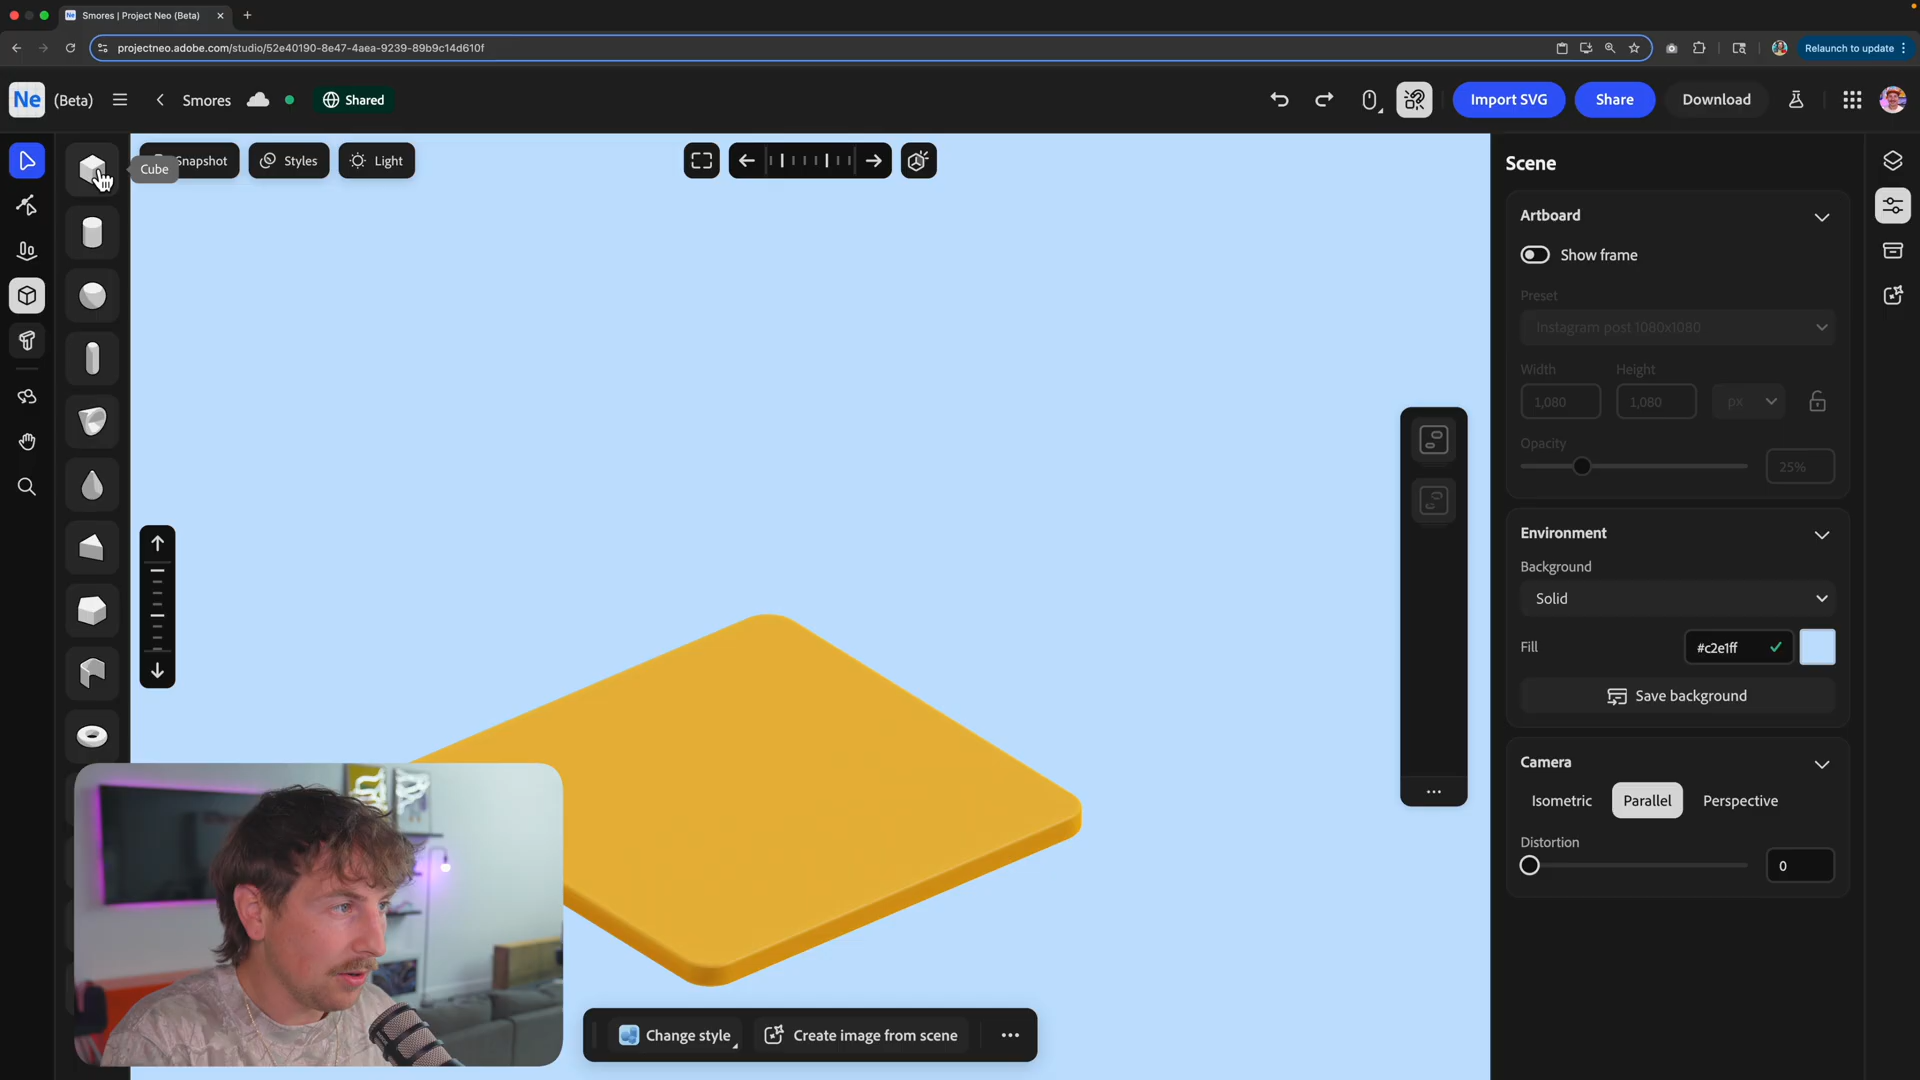 Smores | Project Neo (Beta)
projectneo.adobe.com/studio/52e40190-8e47-4aea-9239-89b9c14d610f
Relaunch to update
Ne (Beta)
Smores
Shared
Import SVG
Share
Download
Cube
Snapshot
Styles
Light
Scene
Artboard
Show frame
Preset
Instagram post 1080x1080
Width
Height
1,080
1,080
px
Opacity
25%
Environment
Background
Solid
Fill
#c2e1ff
Save background
Camera
Isometric
Parallel
Perspective
Distortion
0
Change style
Create image from scene